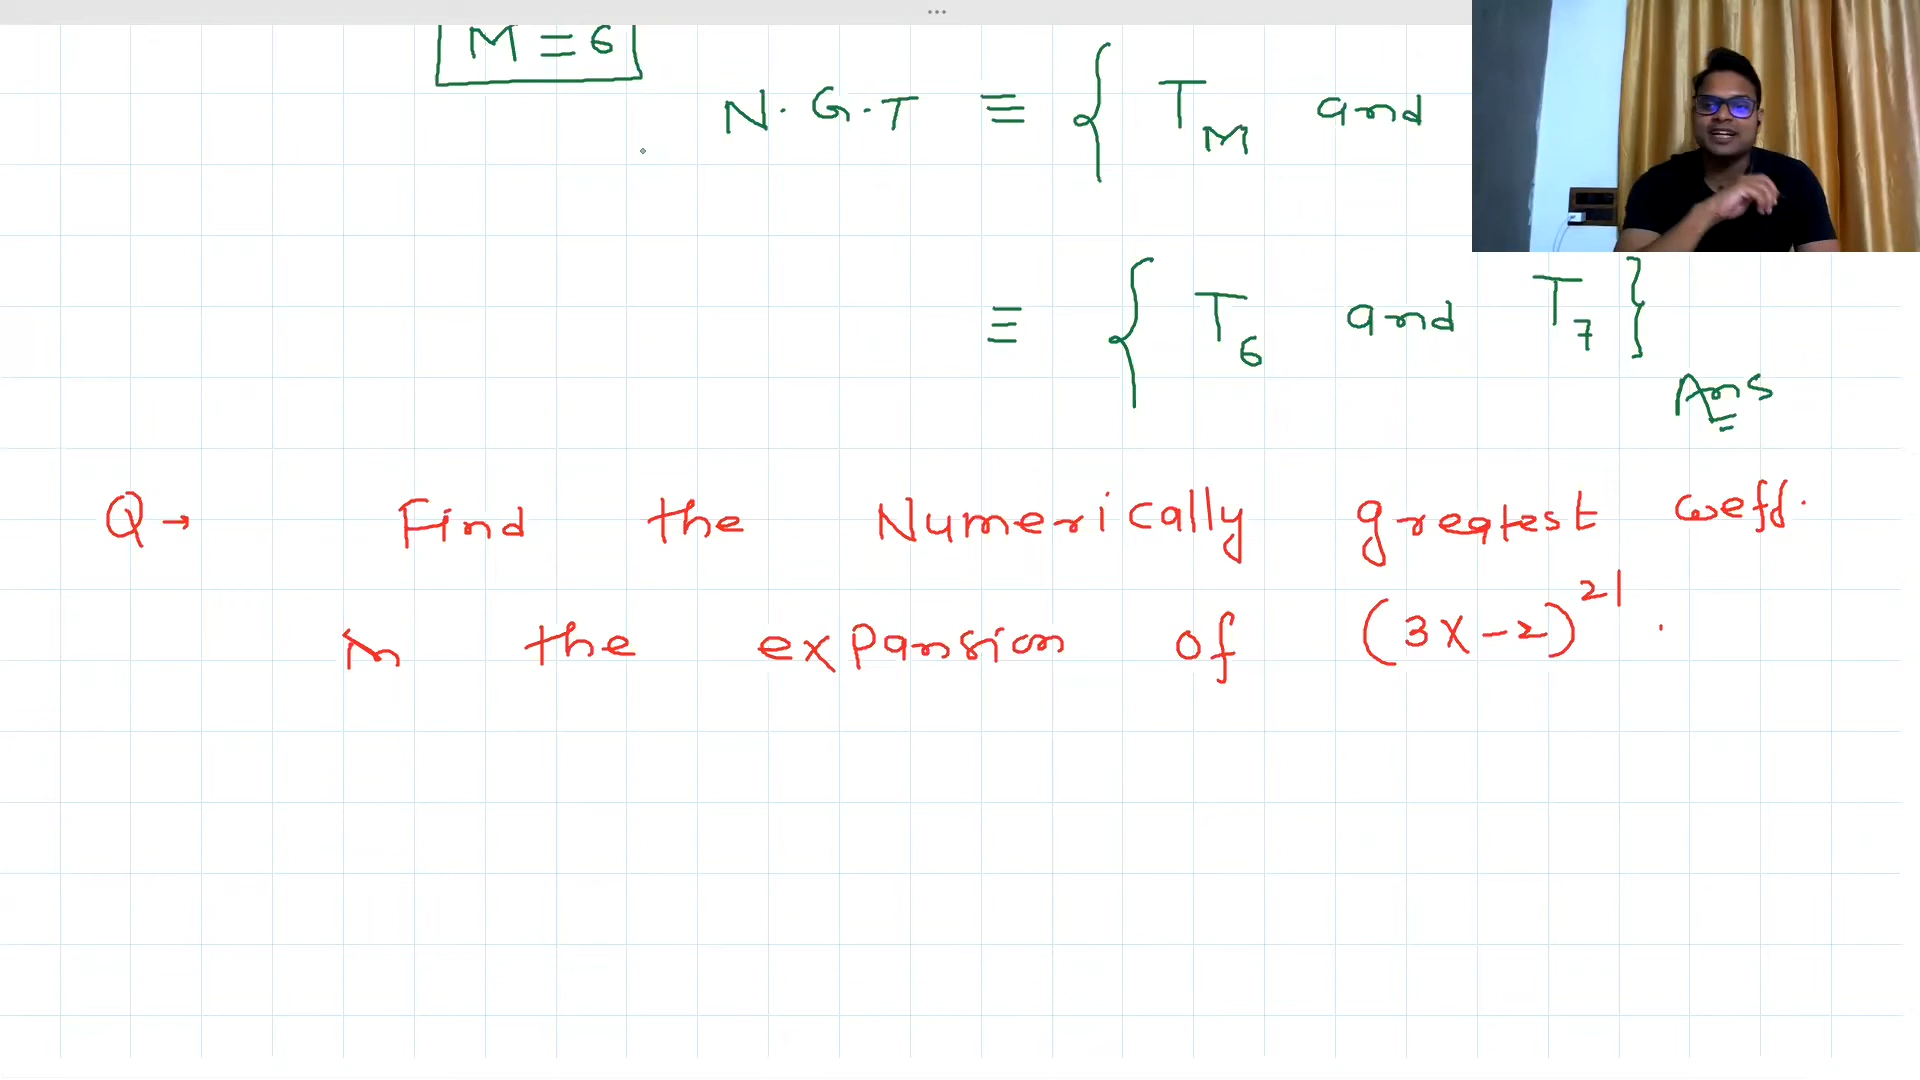 M = 6
N.G.T ≡ { T_M and
≡ { T_6 and T_7 }
Ans
Q → Find the Numerically greatest coeff.
in the expansion of (3x-2)^21 .